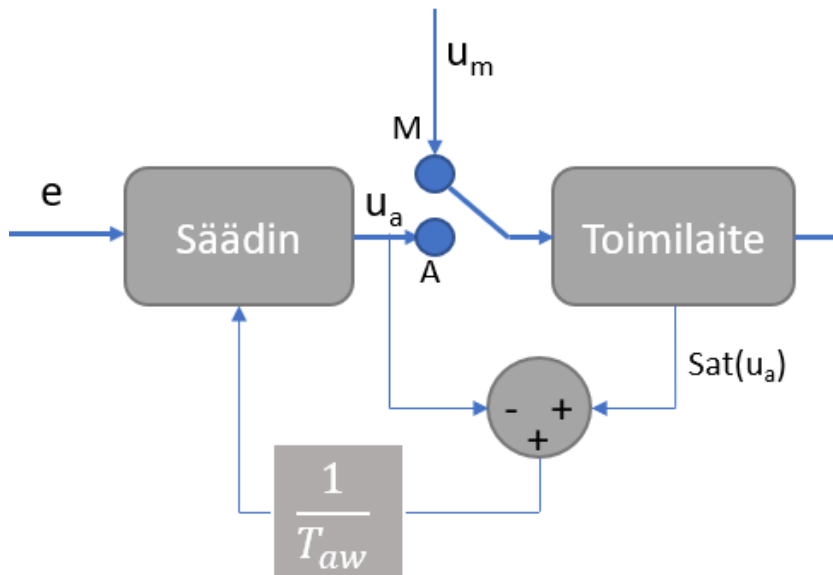 u_m
M
e
Säädin
u_a
A
Toimilaite
Sat(u_a)
- +
+
1
T_aw